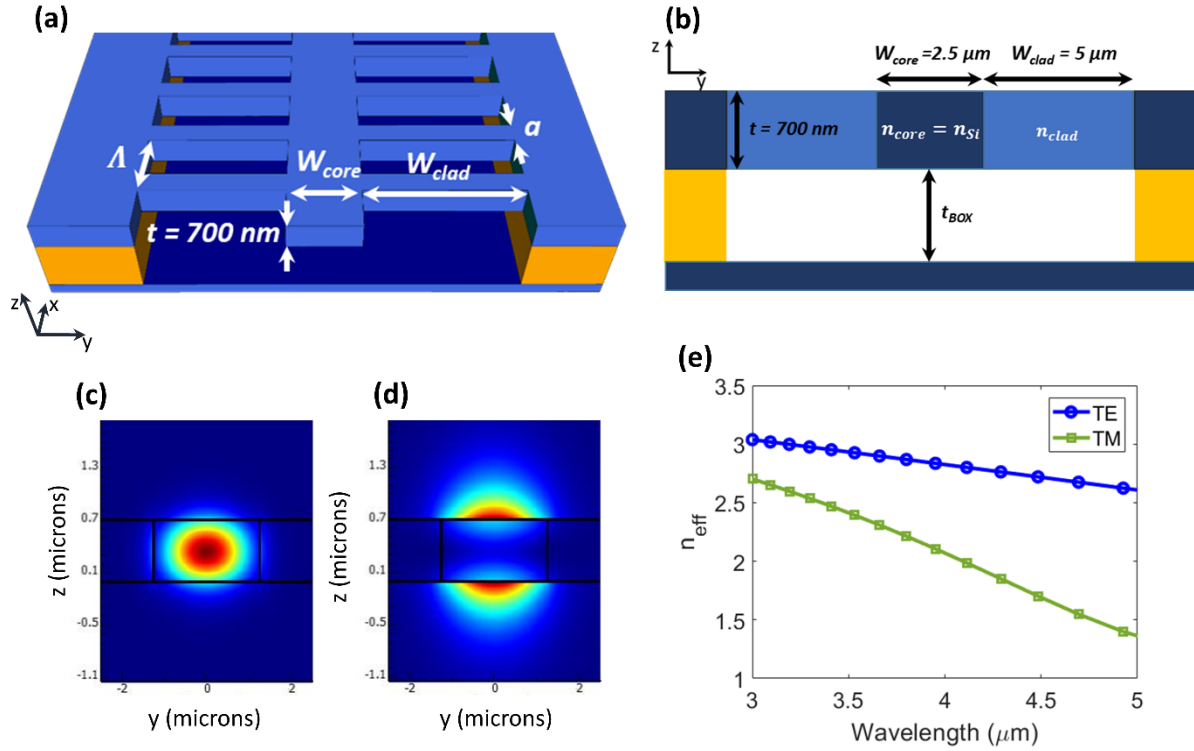 (a)
Λ
a
W_core
W_clad
t = 700 nm
z
x
y
(b)
z
y
W_core =2.5 μm
W_clad = 5 μm
t = 700 nm
n_core = n_Si
n_clad
t_BOX
(c)
z (microns)
1.3
0.7
0.1
-0.5
-1.1
-2
0
2
y (microns)
(d)
z (microns)
1.3
0.7
0.1
-0.5
-1.1
-2
0
2
y (microns)
(e)
n_eff
3.5
3
2.5
2
1.5
1
TE
TM
3
3.5
4
4.5
5
Wavelength (μm)